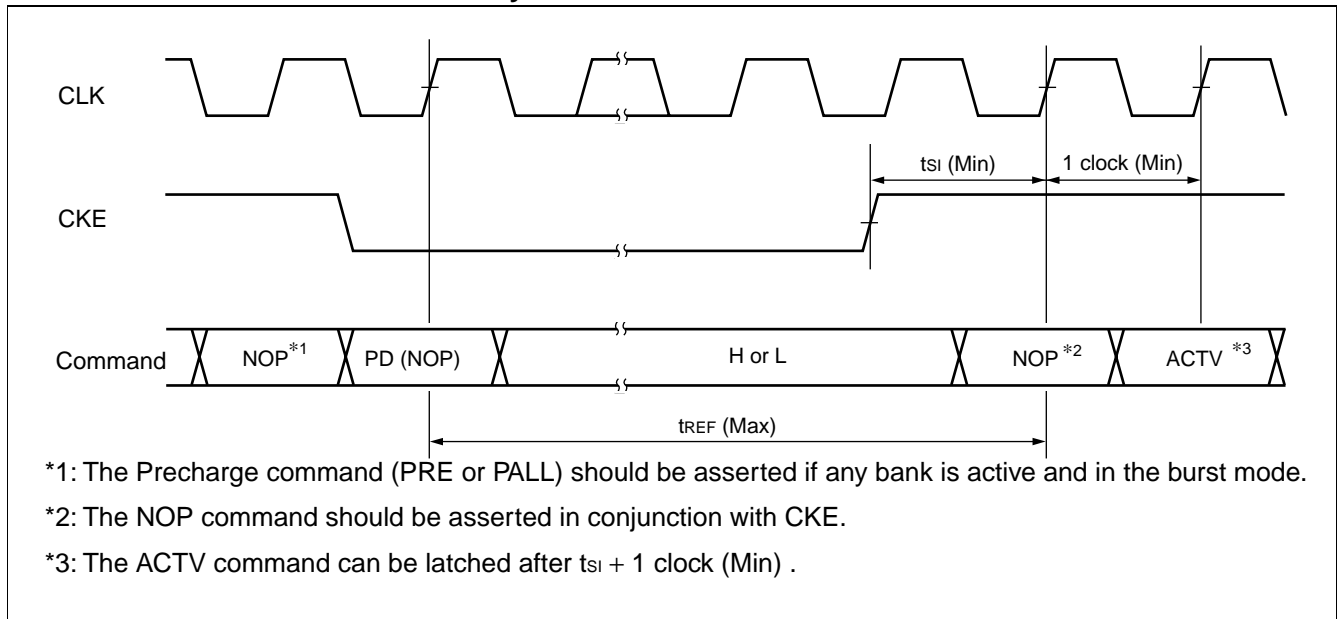 CLK
tSI (Min) 1 clock (Min)
CKE
Command NOP*1 PD (NOP) H or L NOP*2 ACTV*3
tREF (Max)
*1: The Precharge command (PRE or PALL) should be asserted if any bank is active and in the burst mode.
*2: The NOP command should be asserted in conjunction with CKE.
*3: The ACTV command can be latched after tSI + 1 clock (Min) .